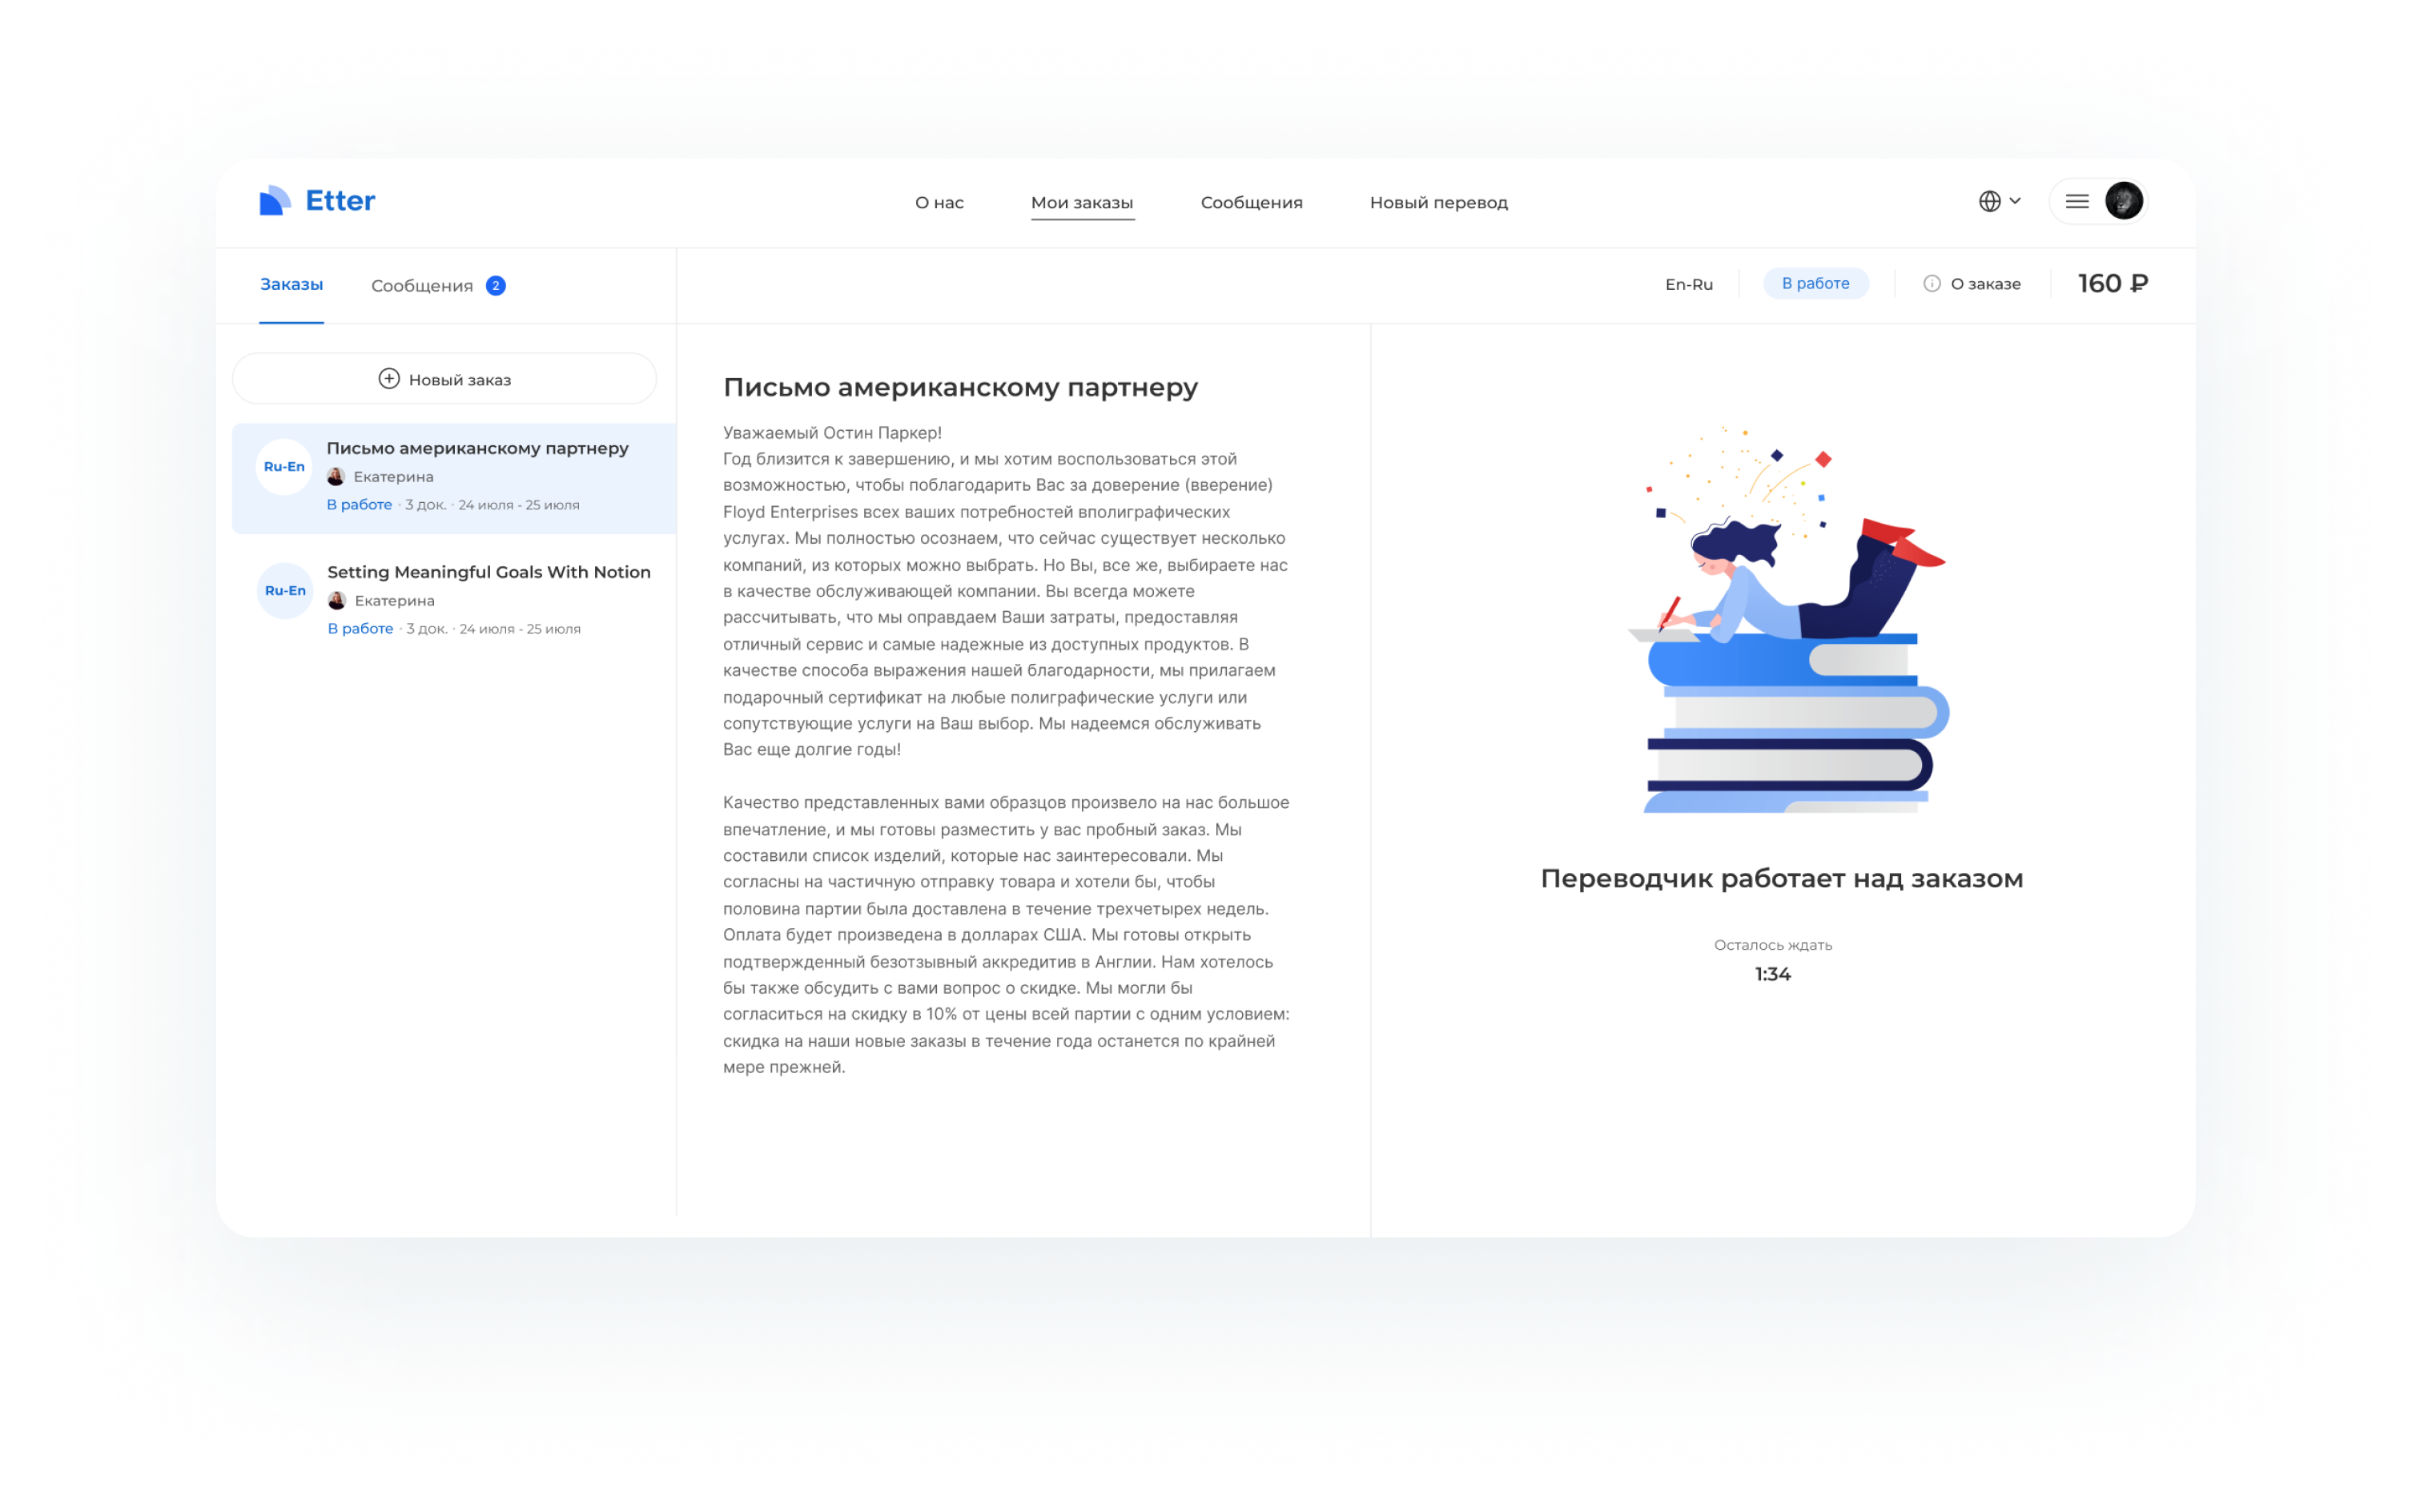 Etter
О нас
Мои заказы
Сообщения
Новый перевод
Заказы
Сообщения 2
En-Ru
В работе
О заказе
160 ₽
Новый заказ
Ru-En
Письмо американскому партнеру
Екатерина
В работе · 3 док. · 24 июля - 25 июля
Ru-En
Setting Meaningful Goals With Notion
Екатерина
В работе · 3 док. · 24 июля - 25 июля
Письмо американскому партнеру
Уважаемый Остин Паркер!
Год близится к завершению, и мы хотим воспользоваться этой
возможностью, чтобы поблагодарить Вас за доверение (вверение)
Floyd Enterprises всех ваших потребностей вполиграфических
услугах. Мы полностью осознаем, что сейчас существует несколько
компаний, из которых можно выбрать. Но Вы, все же, выбираете нас
в качестве обслуживающей компании. Вы всегда можете
рассчитывать, что мы оправдаем Ваши затраты, предоставляя
отличный сервис и самые надежные из доступных продуктов. В
качестве способа выражения нашей благодарности, мы прилагаем
подарочный сертификат на любые полиграфические услуги или
сопутствующие услуги на Ваш выбор. Мы надеемся обслуживать
Вас еще долгие годы!
Качество представленных вами образцов произвело на нас большое
впечатление, и мы готовы разместить у вас пробный заказ. Мы
составили список изделий, которые нас заинтересовали. Мы
согласны на частичную отправку товара и хотели бы, чтобы
половина партии была доставлена в течение трехчетырех недель.
Оплата будет произведена в долларах США. Мы готовы открыть
подтвержденный безотзывный аккредитив в Англии. Нам хотелось
бы также обсудить с вами вопрос о скидке. Мы могли бы
согласиться на скидку в 10% от цены всей партии с одним условием:
скидка на наши новые заказы в течение года останется по крайней
мере прежней.
Переводчик работает над заказом
Осталось ждать
1:34